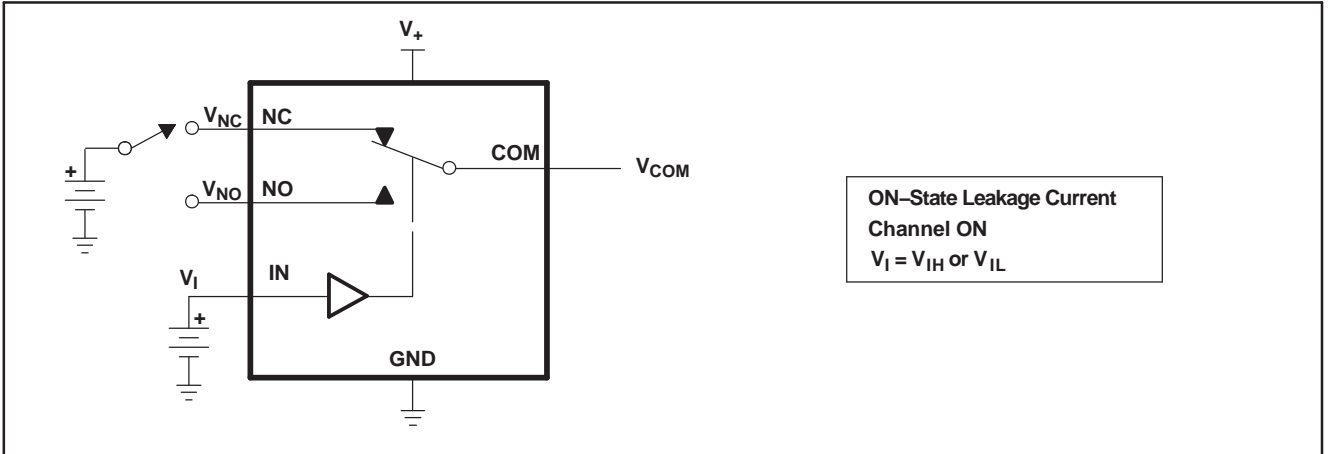 V+
VNC NC
+
COM
VCOM
VNO NO
VI
IN
+
GND
ON–State Leakage Current
Channel ON
VI = VIH or VIL